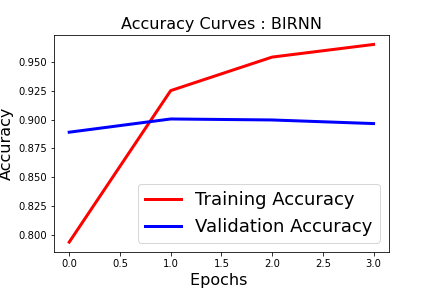 Accuracy Curves : BIRNN
Accuracy
0.950
0.925
0.900
0.875
0.850
0.825
0.800
Training Accuracy
Validation Accuracy
0.0 0.5 1.0 1.5 2.0 2.5 3.0
Epochs